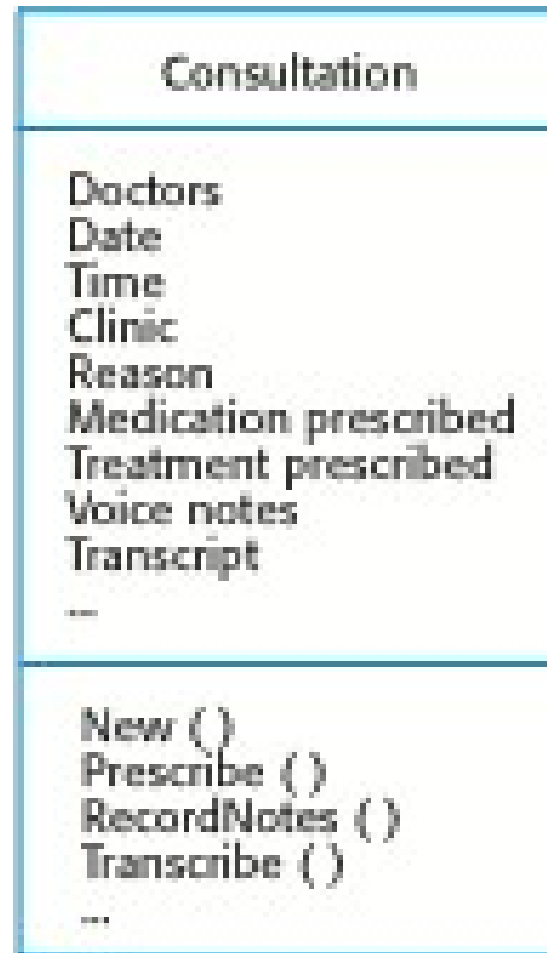 Consultation
Doctors
Date
Time
Clinic
Reason
Medication prescribed
Treatment prescribed
Voice notes
Transcript
...
New ( )
Prescribe ( )
RecordNotes ( )
Transcribe ( )
...